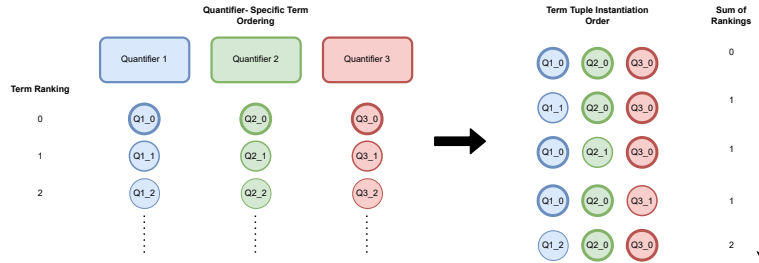 Quantifier- Specific Term
Ordering
Quantifier 1 Quantifier 2 Quantifier 3
Term Ranking
0 Q1_0 Q2_0 Q3_0
1 Q1_1 Q2_1 Q3_1
2 Q1_2 Q2_2 Q3_2
Term Tuple Instantiation
Order
Sum of
Rankings
Q1_0 Q2_0 Q3_0 0
Q1_1 Q2_0 Q3_0 1
Q1_0 Q2_1 Q3_0 1
Q1_0 Q2_0 Q3_1 1
Q1_2 Q2_0 Q3_0 2